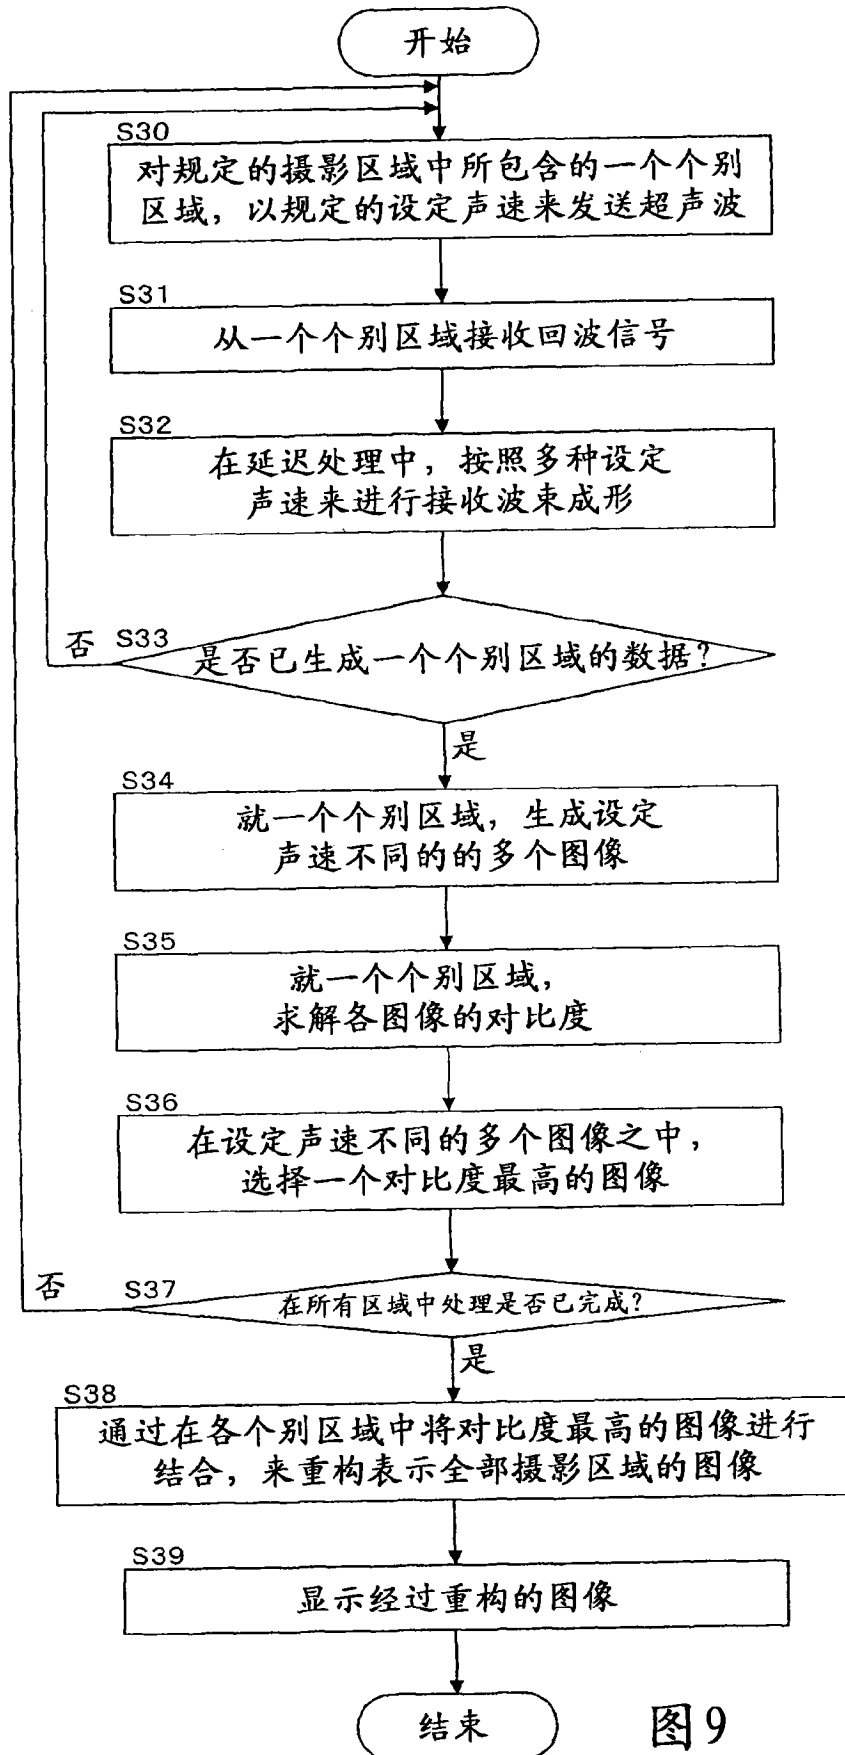 开始
S30
对规定的摄影区域中所包含的一个个别
区域，以规定的设定声速来发送超声波
S31
从一个个别区域接收回波信号
S32
在延迟处理中，按照多种设定
声速来进行接收波束成形
否
S33
是否已生成一个个别区域的数据？
是
S34
就一个个别区域，生成设定
声速不同的的多个图像
S35
就一个个别区域，
求解各图像的对比度
S36
在设定声速不同的多个图像之中，
选择一个对比度最高的图像
否
S37
在所有区域中处理是否已完成？
是
S38
通过在各个别区域中将对比度最高的图像进行
结合，来重构表示全部摄影区域的图像
S39
显示经过重构的图像
结束
图9